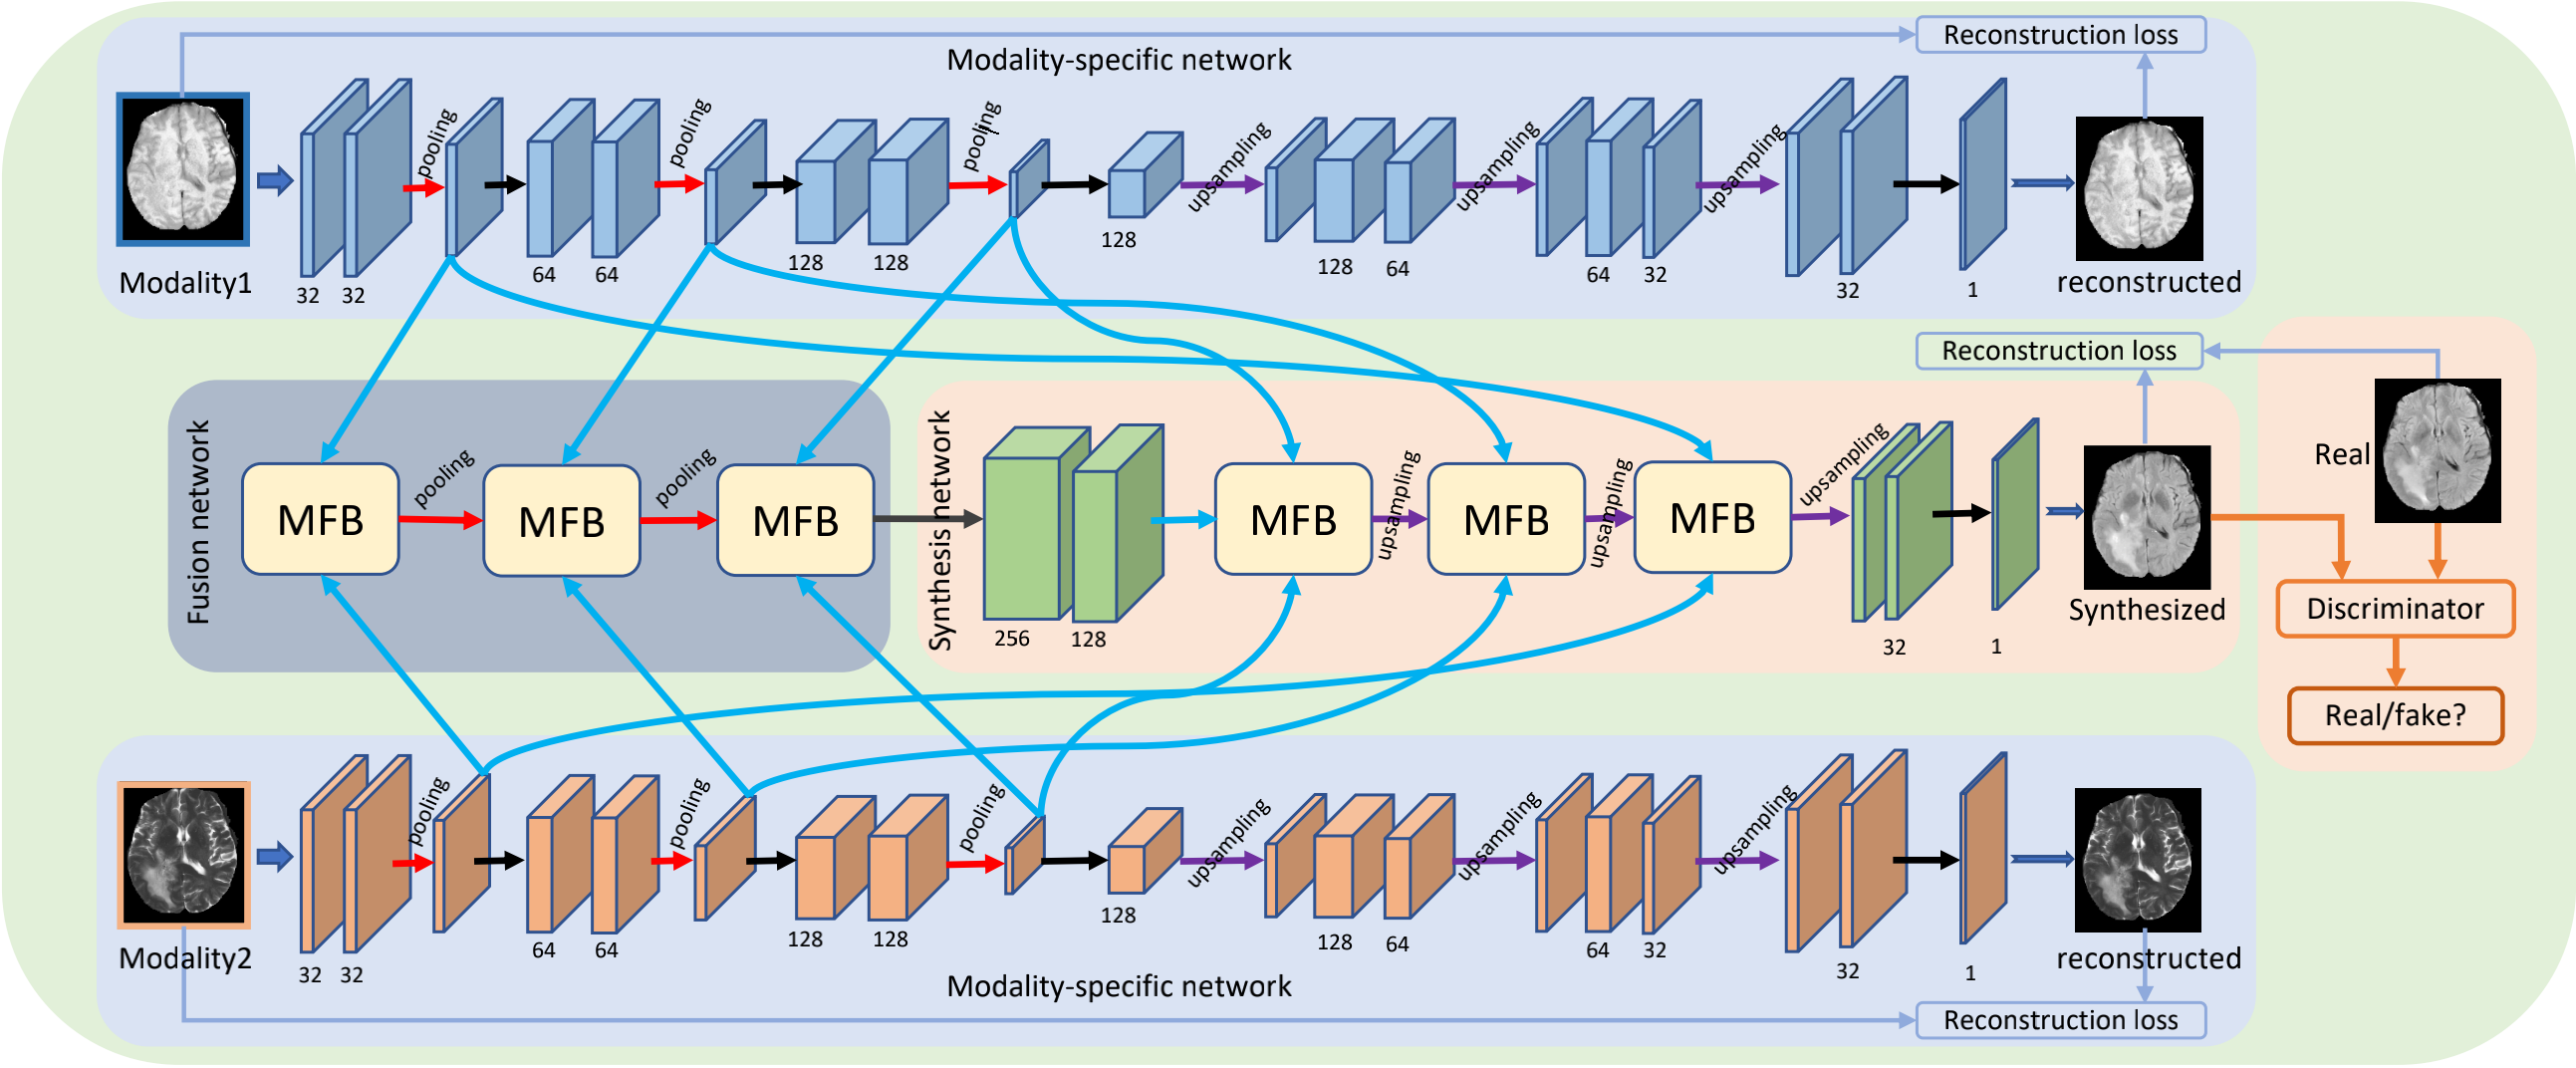 Reconstruction loss
Modality-specific network
pooling
pooling
pooling
upsampling
upsampling
upsampling
Modality1
32
32
64
64
128
128
128
128
64
64
32
32
1
reconstructed
Reconstruction loss
Fusion network
MFB
pooling
MFB
pooling
MFB
Synthesis network
256
128
MFB
upsampling
MFB
upsampling
MFB
upsampling
32
1
Synthesized
Real
Discriminator
Real/fake?
pooling
pooling
pooling
upsampling
upsampling
upsampling
Modality2
32
32
64
64
128
128
128
128
64
64
32
32
1
reconstructed
Modality-specific network
Reconstruction loss